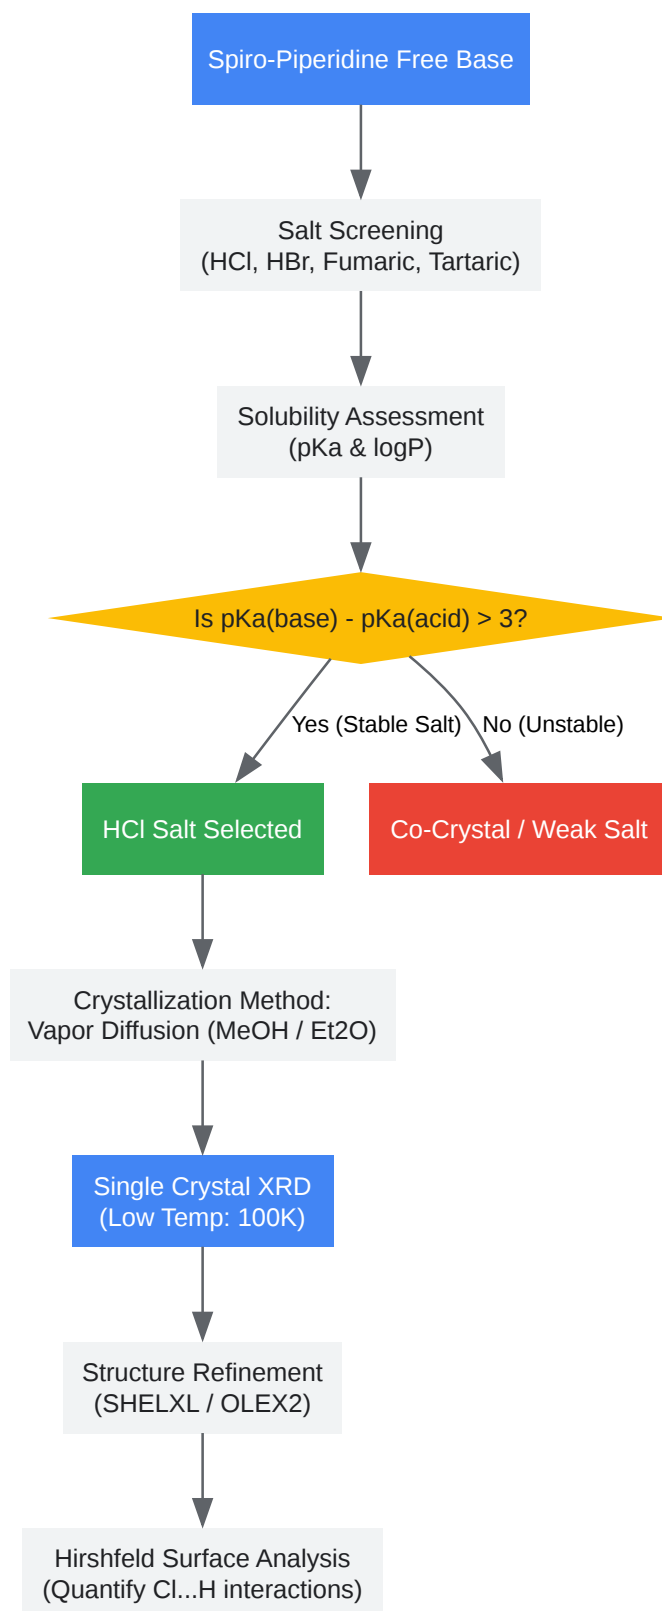 Spiro-Piperidine Free Base
Salt Screening
(HCl, HBr, Fumaric, Tartaric)
Solubility Assessment
(pKa & logP)
Is pKa(base) - pKa(acid) > 3?
Yes (Stable Salt)
No (Unstable)
HCl Salt Selected
Co-Crystal / Weak Salt
Crystallization Method:
Vapor Diffusion (MeOH / Et2O)
Single Crystal XRD
(Low Temp: 100K)
Structure Refinement
(SHELXL / OLEX2)
Hirshfeld Surface Analysis
(Quantify Cl...H interactions)